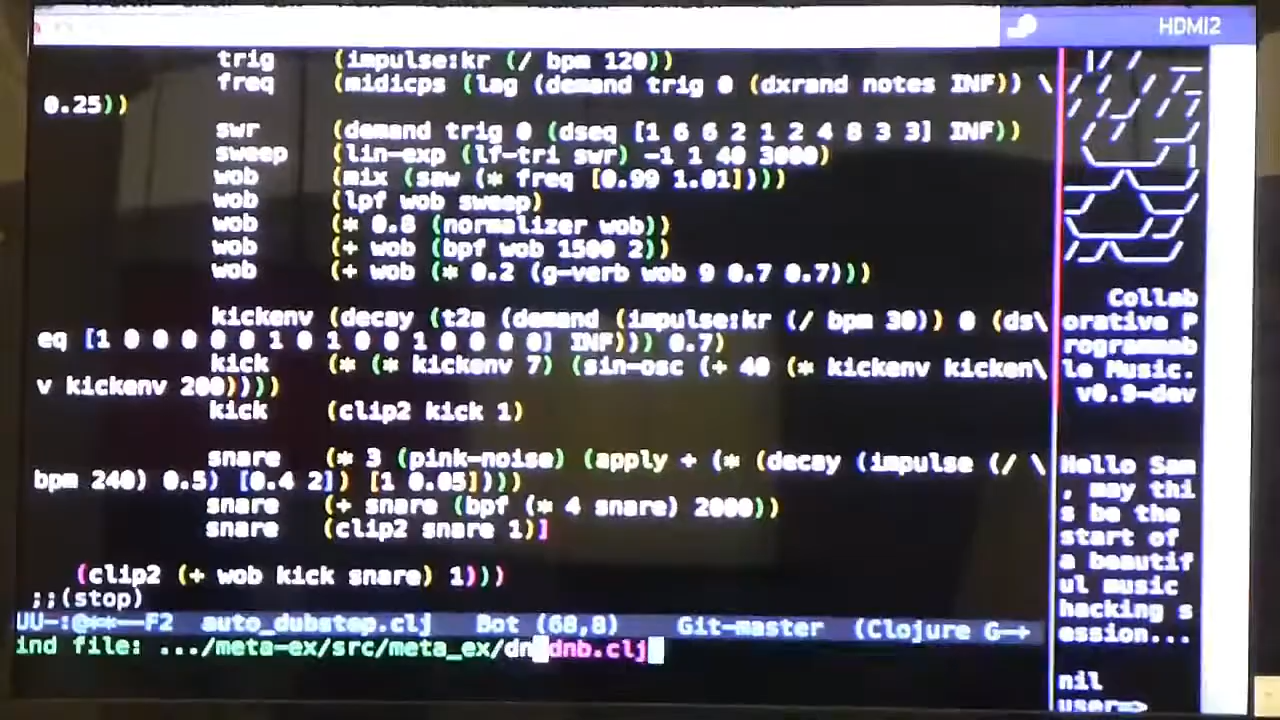 HDMI2
trig (impulse:kr (/ bpm 120))
freq (midicps (lag (demand trig 0 (dxrand notes INF)) \
0.25))
swr (demand trig 0 (dseq [1 6 6 2 1 2 4 8 3 3] INF))
sweep (lin-exp (lf-tri swr) -1 1 40 3000)
wob (mix (saw (* freq [0.99 1.01])))
wob (lpf wob sweep)
wob (* 0.8 (normalizer wob))
wob (+ wob (bpf wob 1500 2))
wob (+ wob (* 0.2 (g-verb wob 9 0.7 0.7)))
kickenv (decay (t2a (demand (impulse:kr (/ bpm 30)) 0 (ds\
eq [1 0 0 0 0 0 1 0 1 0 0 1 0 0 0 0] INF))) 0.7)
kick (* (* kickenv 7) (sin-osc (+ 40 (* kickenv kicken\
v kickenv 200))))
kick (clip2 kick 1)
snare (* 3 (pink-noise) (apply + (* (decay (impulse (/ \
bpm 240) 0.5) [0.4 2]) [1 0.05])))
snare (+ snare (bpf (* 4 snare) 2000))
snare (clip2 snare 1)]
(clip2 (+ wob kick snare) 1)))
;;(stop)
UU-:@**--F2 auto_dubstep.clj Bot (68,8) Git-master (Clojure G-+
ind file: .../meta-ex/src/meta_ex/dn dnb.clj
Collab
orative P
rogrammab
le Music.
v0.9-dev
Hello Sam
, may thi
s be the
start of
a beautif
ul music
hacking s
ession...
nil
user=>